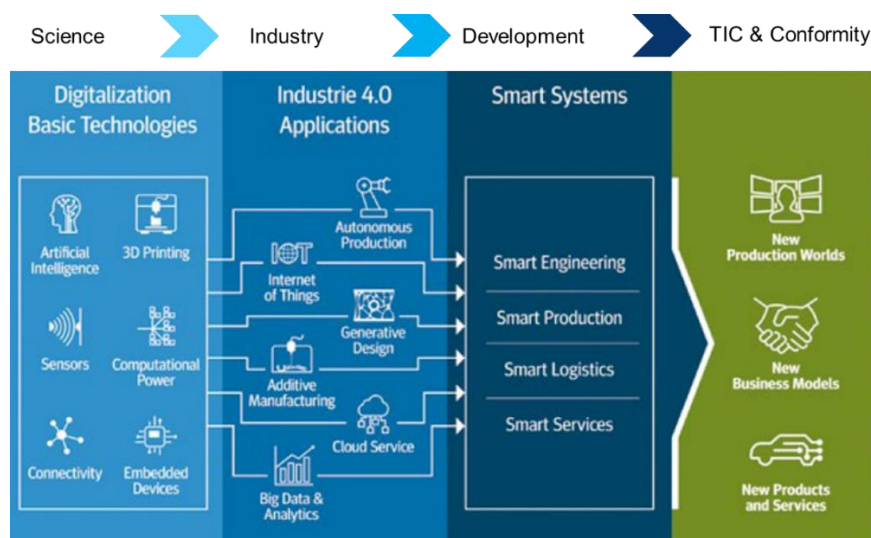 Science
Industry
Development
TIC & Conformity
Digitalization
Basic Technologies
Artificial
Intelligence
3D Printing
Sensors
Computational
Power
Connectivity
Embedded
Devices
Industrie 4.0
Applications
Autonomous
Production
IOT
Internet
of Things
Generative
Design
Additive
Manufacturing
Cloud Service
Big Data &
Analytics
Smart Systems
Smart Engineering
Smart Production
Smart Logistics
Smart Services
New
Production Worlds
New
Business Models
New Products
and Services